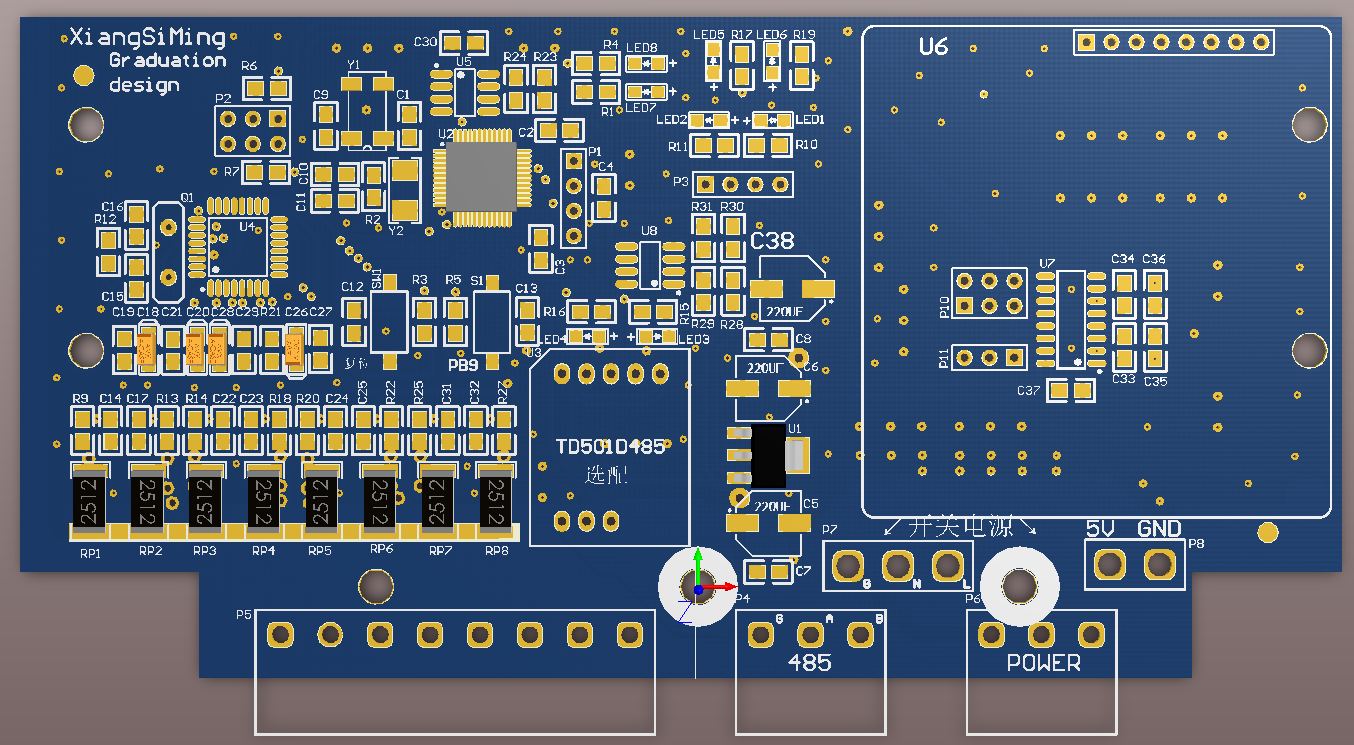 XiangSiMing
Graduation
design
C30
U5
R24
R23
R4
LED8
LED5
R17
LED6
R19
U6
R6
Y1
P2
C9
C1
R1
LED7
U2
C2
LED2
LED1
R11
R10
R7
C10
C11
R2
Y2
P1
C4
P3
C16
Q1
R12
U4
C15
C3
U8
R31
R30
C38
220UF
R29
R28
U7
C34
C36
P10
P11
C33
C35
C37
C12
SW1
R3
R5
S1
C13
R16
R15
LED4
LED3
PB9
C19
C18
C21
C20
C28
C29
R21
C26
C27
U3
C8
220UF
C6
R9
C14
C17
R13
R14
C22
C23
R18
R20
C24
C25
R22
R25
C31
C32
R27
TD501D485
选配
U1
2512
2512
2512
2512
2512
2512
2512
2512
220UF
C5
C7
RP1
RP2
RP3
RP4
RP5
RP6
RP7
RP8
P7
开关电源
G
N
L
5V
GND
P8
P5
P4
G
A
B
485
P6
POWER